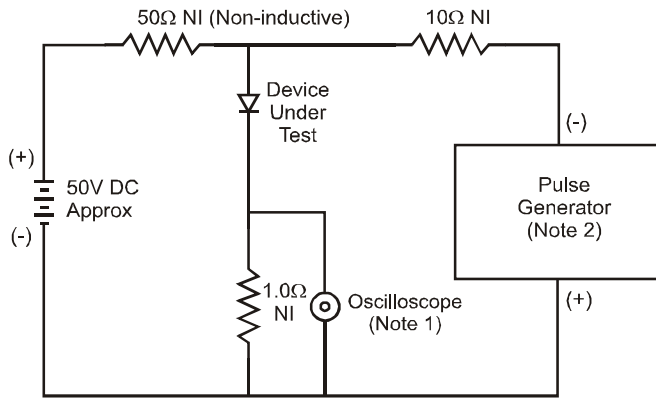 50Ω NI (Non-inductive)
10Ω NI
Device
Under
Test
(-)
(+)
50V DC
Approx
(-)
Pulse
Generator
(Note 2)
1.0Ω
NI
Oscilloscope
(Note 1)
(+)